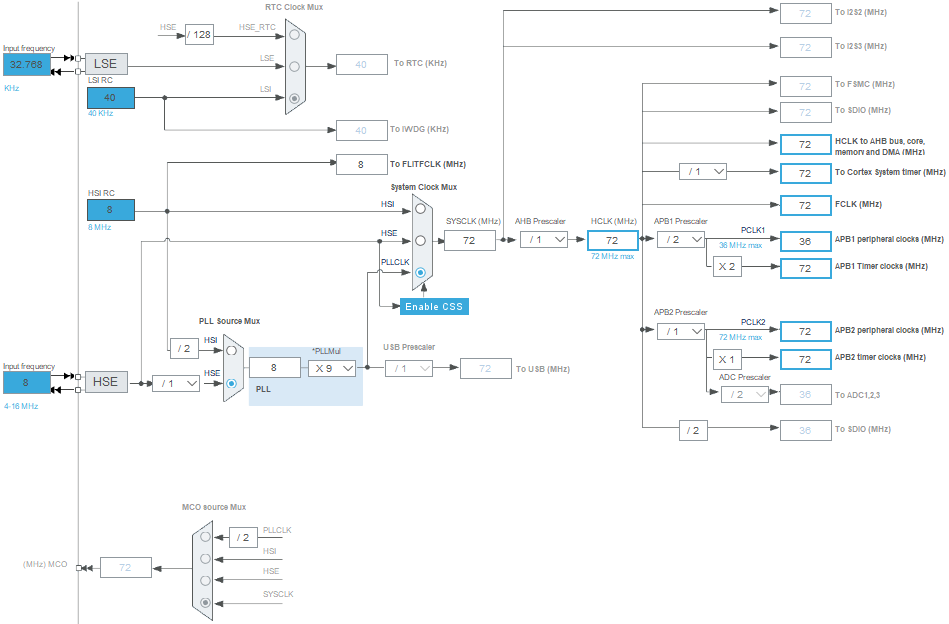 RTC Clock Mux
HSE
/ 128
HSE_RTC
72
To I2S2 (MHz)
72
To I2S3 (MHz)
Input frequency
32.768
KHz
LSE
LSE
40
To RTC (KHz)
LSI RC
40
40 KHz
LSI
40
To IWDG (KHz)
72
To FSMC (MHz)
72
To SDIO (MHz)
72
HCLK to AHB bus, core,
memory and DMA (MHz)
8
To FLITFCLK (MHz)
/ 1
72
To Cortex System timer (MHz)
System Clock Mux
HSI RC
8
8 MHz
HSI
72
FCLK (MHz)
SYSCLK (MHz)
AHB Prescaler
HCLK (MHz)
APB1 Prescaler
HSE
72
/ 1
72
72 MHz max
/ 2
PCLK1
36 MHz max
36
APB1 peripheral clocks (MHz)
PLLCLK
X 2
72
APB1 Timer clocks (MHz)
Enable CSS
PLL Source Mux
APB2 Prescaler
/ 1
PCLK2
72 MHz max
72
APB2 peripheral clocks (MHz)
/ 2
HSI
*PLLMul
USB Prescaler
X 1
72
APB2 timer clocks (MHz)
Input frequency
8
4-16 MHz
HSE
/ 1
HSE
8
X 9
PLL
/ 1
72
To USB (MHz)
ADC Prescaler
/ 2
36
To ADC1,2,3
/ 2
36
To SDIO (MHz)
MCO source Mux
PLLCLK
/ 2
HSI
(MHz) MCO
72
HSE
SYSCLK